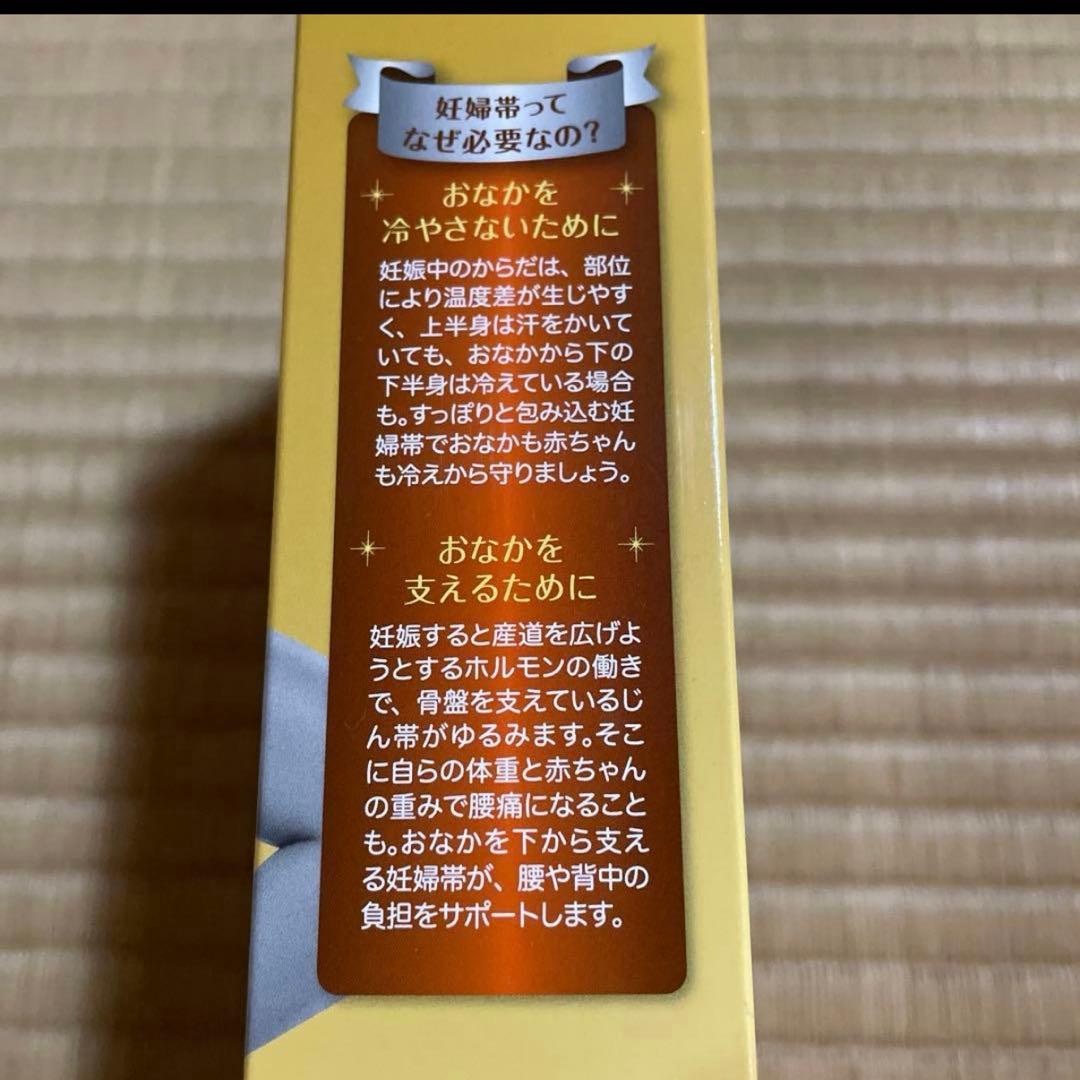 妊婦帯って
なぜ必要なの?
おなかを
冷やさないために
妊娠中のからだは、部位
により温度差が生じやす
く、上半身は汗をかいて
いても、おなかから下の
下半身は冷えている場合
も。すっぽりと包み込む妊
婦帯でおなかも赤ちゃん
も冷えから守りましょう。
おなかを
支えるために
妊娠すると産道を広げよ
うとするホルモンの働き
で、骨盤を支えているじ
ん帯がゆるみます。そこ
に自らの体重と赤ちゃん
の重みで腰痛になること
も。おなかを下から支え
る妊婦帯が、腰や背中の
負担をサポートします。